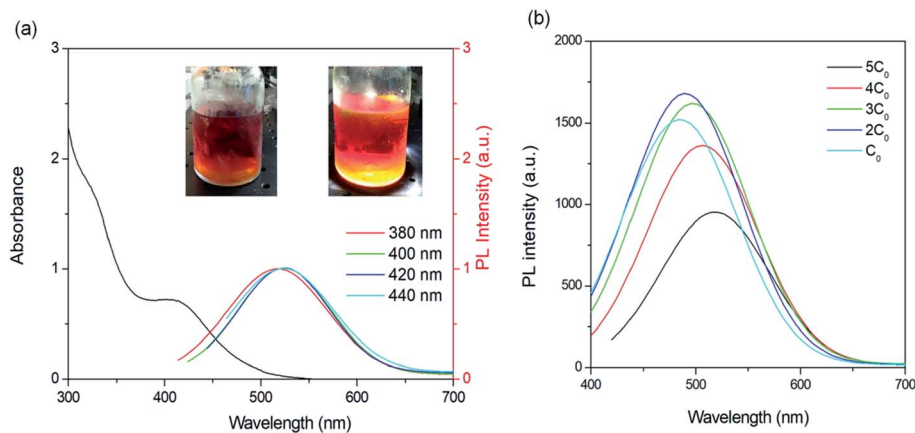 (a)
3
2
1
0
Absorbance
300
400
500
600
700
Wavelength (nm)
3
2
1
0
PL Intensity (a.u.)
380 nm
400 nm
420 nm
440 nm
(b)
2000
1500
1000
500
0
PL intensity (a.u.)
400
500
600
700
Wavelength (nm)
5C₀
4C₀
3C₀
2C₀
C₀